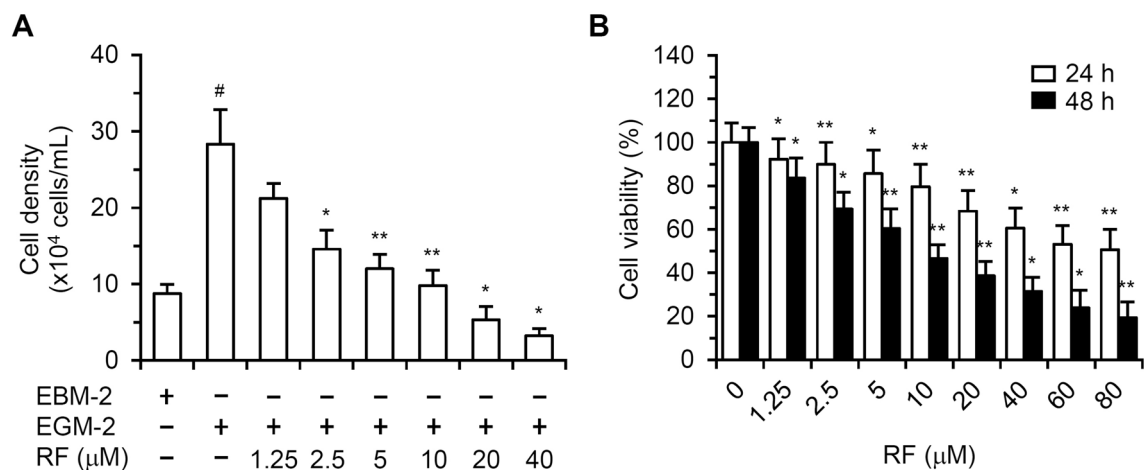 A
Cell density
(x10⁴ cells/mL)
40
30
20
10
0
#
*
**
**
*
*
EBM-2 + – – – – – – –
EGM-2 – + + + + + + +
RF (μM) – – 1.25 2.5 5 10 20 40
B
Cell viability (%)
140
120
100
80
60
40
20
0
24 h
48 h
* ** * ** ** * ** **
* * ** ** ** * * **
0 1.25 2.5 5 10 20 40 60 80
RF (μM)